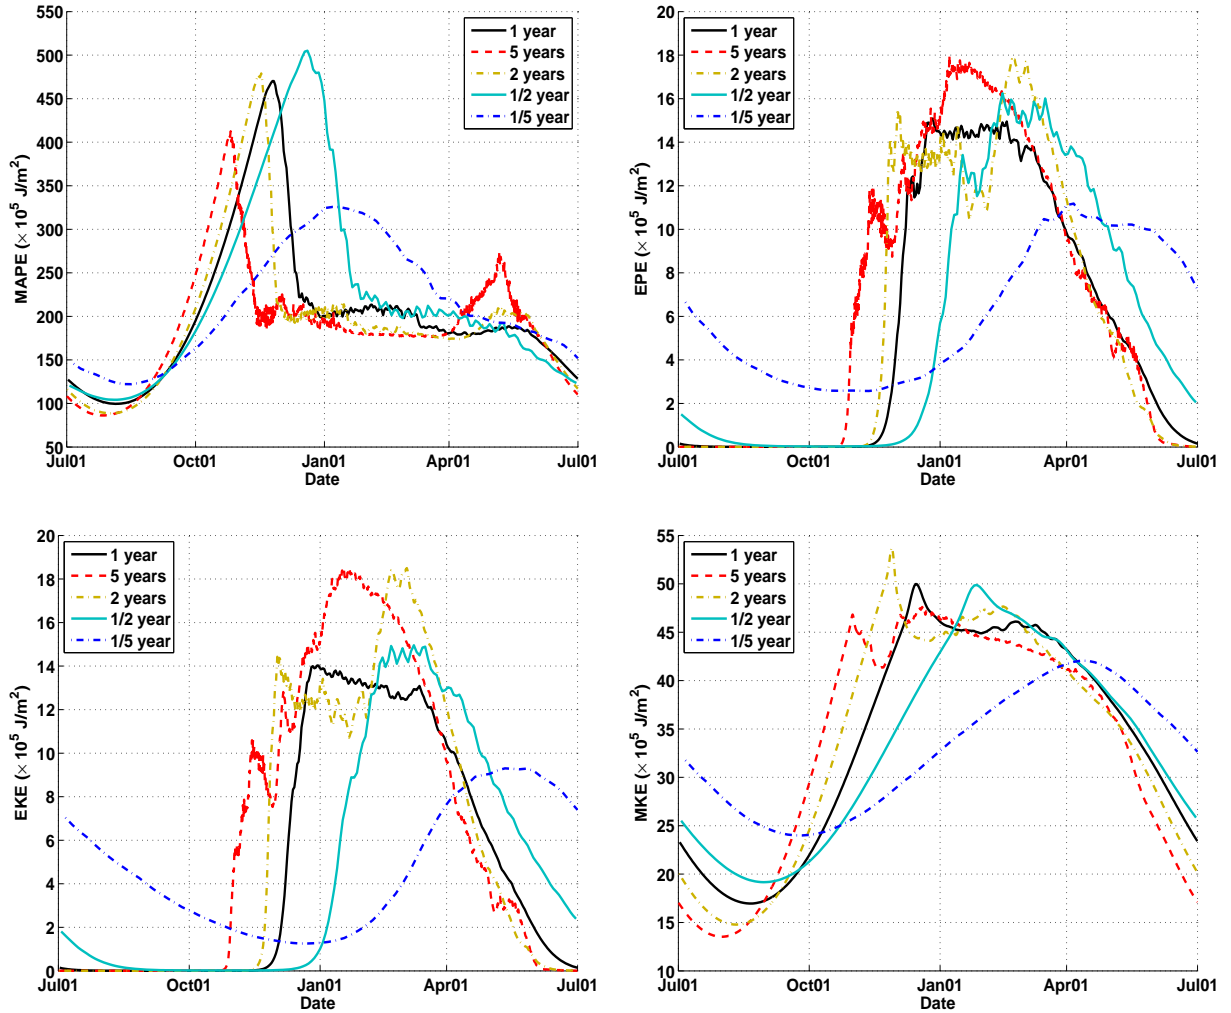 550
500
450
400
350
300
250
200
150
100
50
MAPE (× 10^5 J/m^2)
1 year
5 years
2 years
1/2 year
1/5 year
Jul01 Oct01 Jan01 Apr01 Jul01
Date
20
18
16
14
12
10
8
6
4
2
0
EPE (× 10^5 J/m^2)
1 year
5 years
2 years
1/2 year
1/5 year
Jul01 Oct01 Jan01 Apr01 Jul01
Date
20
18
16
14
12
10
8
6
4
2
0
EKE (× 10^5 J/m^2)
1 year
5 years
2 years
1/2 year
1/5 year
Jul01 Oct01 Jan01 Apr01 Jul01
Date
55
50
45
40
35
30
25
20
15
10
MKE (× 10^5 J/m^2)
1 year
5 years
2 years
1/2 year
1/5 year
Jul01 Oct01 Jan01 Apr01 Jul01
Date